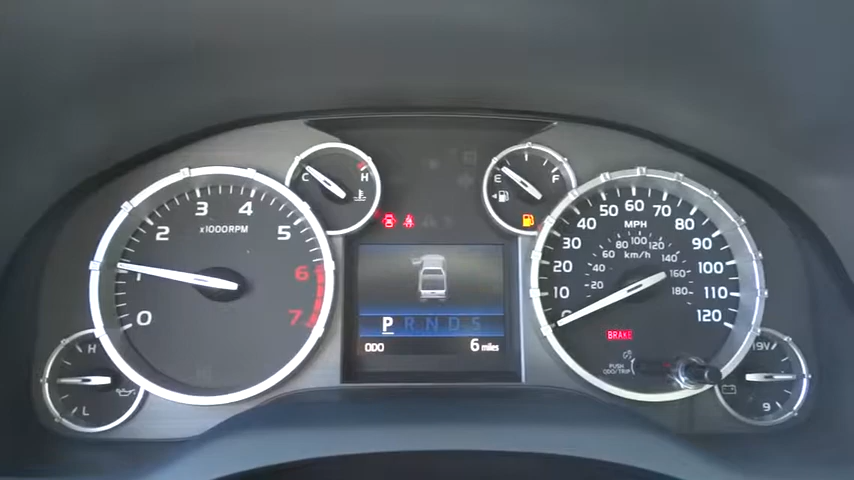 C H
E F
0 1 2 3 4 5 6 7
x1000RPM
0 10 20 30 40 50 60 70 80 90 100 110 120
MPH
km/h
20 40 60 80 100 120 140 160 180
BRAKE
PUSH
ODO/TRIP
P R N D S
ODO 6 miles
H
L
19V
9